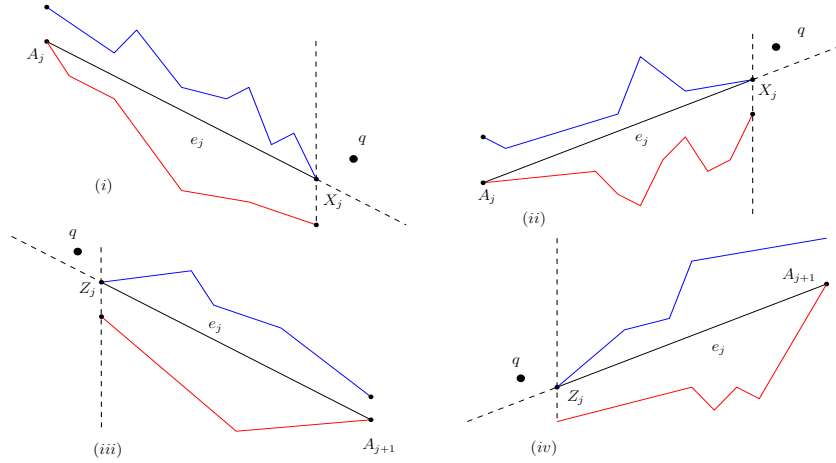 A_j
e_j
q
X_j
(i)
q
X_j
e_j
A_j
(ii)
q
Z_j
e_j
A_{j+1}
(iii)
A_{j+1}
e_j
q
Z_j
(iv)